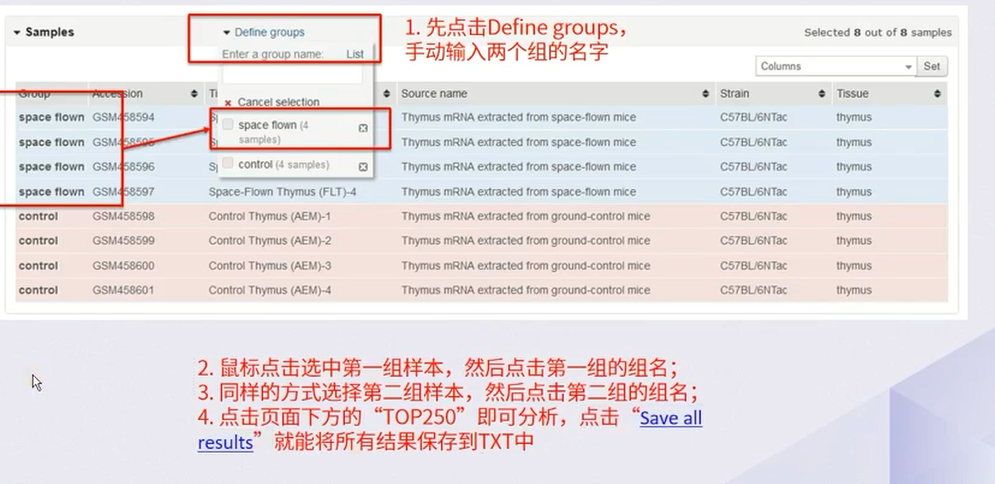 Samples
Define groups
Enter a group name: List
Cancel selection
space flown (4
samples)
control (4 samples)
1. 先点击Define groups，
手动输入两个组的名字
Selected 8 out of 8 samples
Columns Set
Group Accession Source name Strain Tissue
space flown GSM458594 Thymus mRNA extracted from space-flown mice C57BL/6NTac thymus
space flown GSM458595 Thymus mRNA extracted from space-flown mice C57BL/6NTac thymus
space flown GSM458596 Thymus mRNA extracted from space-flown mice C57BL/6NTac thymus
space flown GSM458597 Space-Flown Thymus (FLT)-4 Thymus mRNA extracted from space-flown mice C57BL/6NTac thymus
control GSM458598 Control Thymus (AEM)-1 Thymus mRNA extracted from ground-control mice C57BL/6NTac thymus
control GSM458599 Control Thymus (AEM)-2 Thymus mRNA extracted from ground-control mice C57BL/6NTac thymus
control GSM458600 Control Thymus (AEM)-3 Thymus mRNA extracted from ground-control mice C57BL/6NTac thymus
control GSM458601 Control Thymus (AEM)-4 Thymus mRNA extracted from ground-control mice C57BL/6NTac thymus
2. 鼠标点击选中第一组样本，然后点击第一组的组名；
3. 同样的方式选择第二组样本，然后点击第二组的组名；
4. 点击页面下方的“TOP250”即可分析，点击“Save all
results”就能将所有结果保存到TXT中